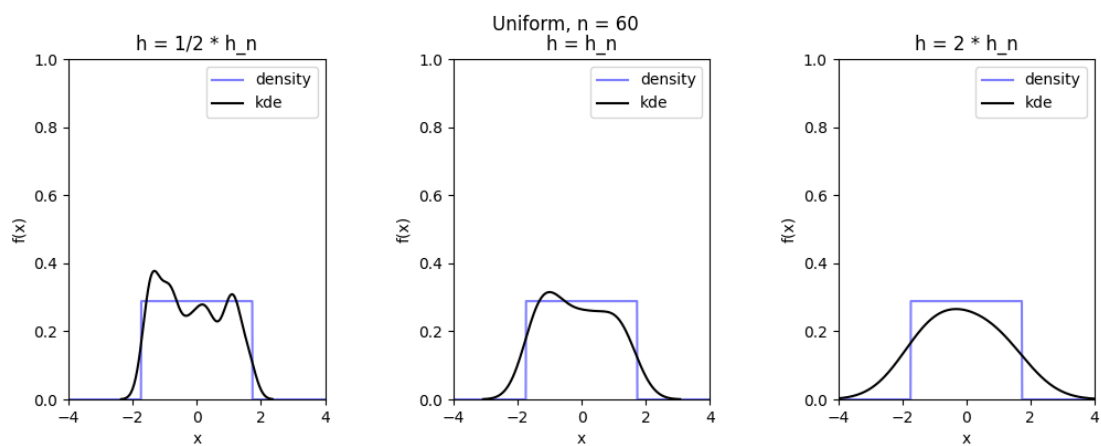 Uniform, n = 60
h = 1/2 * h_n
1.0
0.8
0.6
0.4
0.2
0.0
f(x)
−4
−2
0
2
4
x
density
kde
h = h_n
1.0
0.8
0.6
0.4
0.2
0.0
f(x)
−4
−2
0
2
4
x
density
kde
h = 2 * h_n
1.0
0.8
0.6
0.4
0.2
0.0
f(x)
−4
−2
0
2
4
x
density
kde